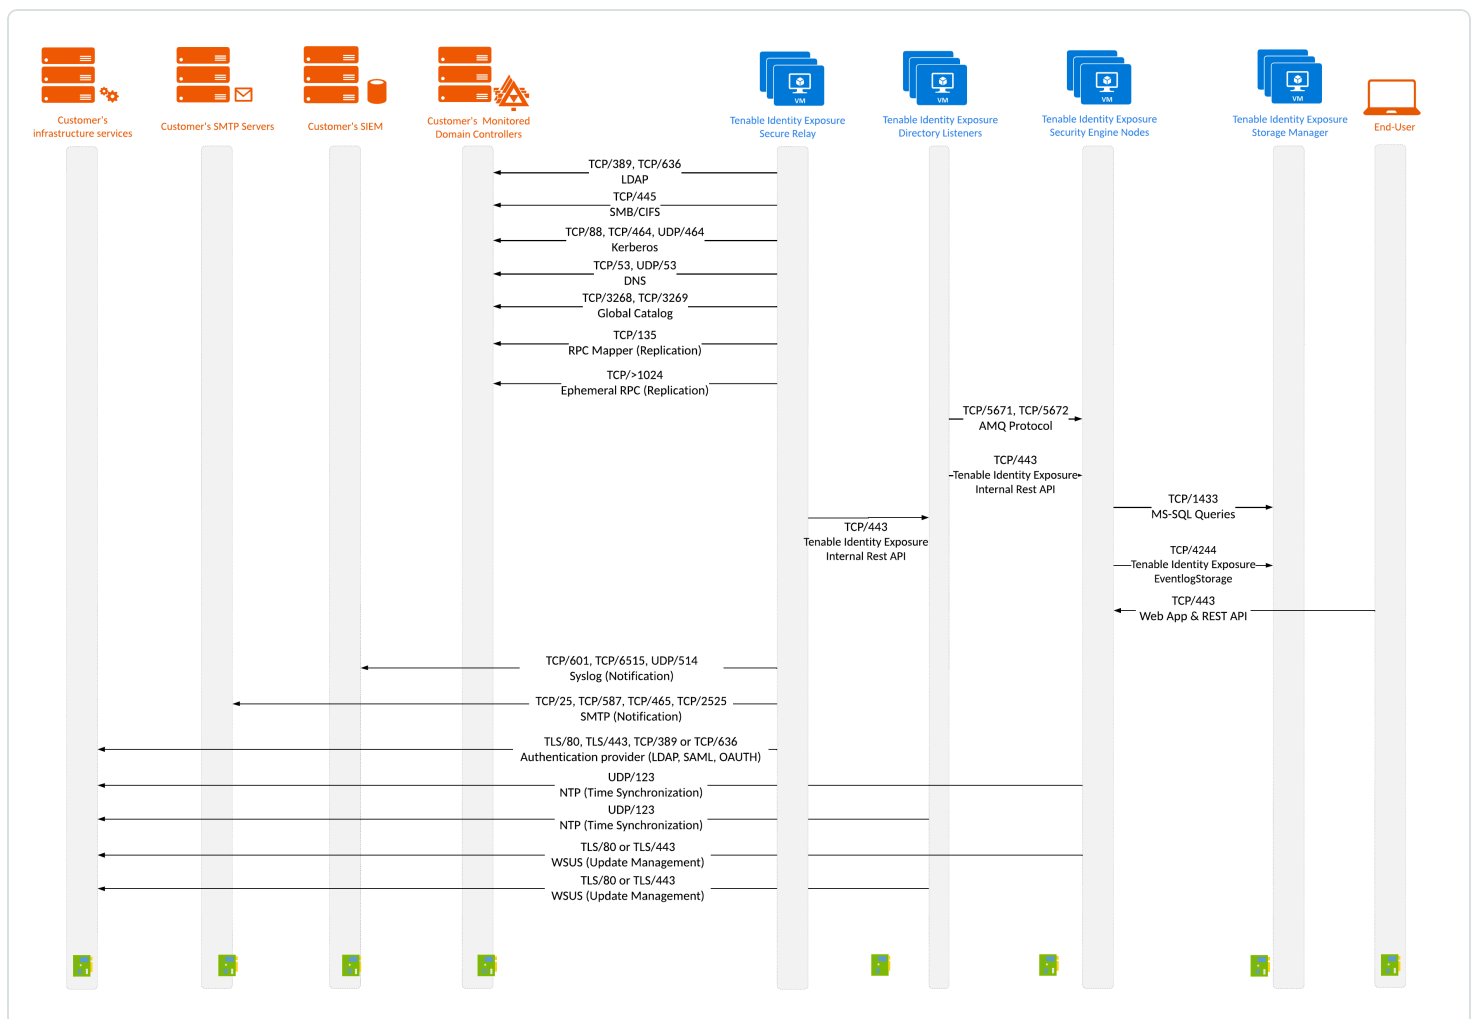 Customer's
infrastructure services
Customer's SMTP Servers
Customer's SIEM
Customer's Monitored
Domain Controllers
VM
Tenable Identity Exposure
Secure Relay
VM
Tenable Identity Exposure
Directory Listeners
VM
Tenable Identity Exposure
Security Engine Nodes
VM
Tenable Identity Exposure
Storage Manager
End-User
TCP/389, TCP/636
LDAP
TCP/445
SMB/CIFS
TCP/88, TCP/464, UDP/464
Kerberos
TCP/53, UDP/53
DNS
TCP/3268, TCP/3269
Global Catalog
TCP/135
RPC Mapper (Replication)
TCP/>1024
Ephemeral RPC (Replication)
TCP/5671, TCP/5672
AMQ Protocol
TCP/443
Tenable Identity Exposure
Internal Rest API
TCP/1433
MS-SQL Queries
TCP/443
Tenable Identity Exposure
Internal Rest API
TCP/4244
Tenable Identity Exposure
EventlogStorage
TCP/443
Web App & REST API
TCP/601, TCP/6515, UDP/514
Syslog (Notification)
TCP/25, TCP/587, TCP/465, TCP/2525
SMTP (Notification)
TLS/80, TLS/443, TCP/389 or TCP/636
Authentication provider (LDAP, SAML, OAUTH)
UDP/123
NTP (Time Synchronization)
UDP/123
NTP (Time Synchronization)
TLS/80 or TLS/443
WSUS (Update Management)
TLS/80 or TLS/443
WSUS (Update Management)